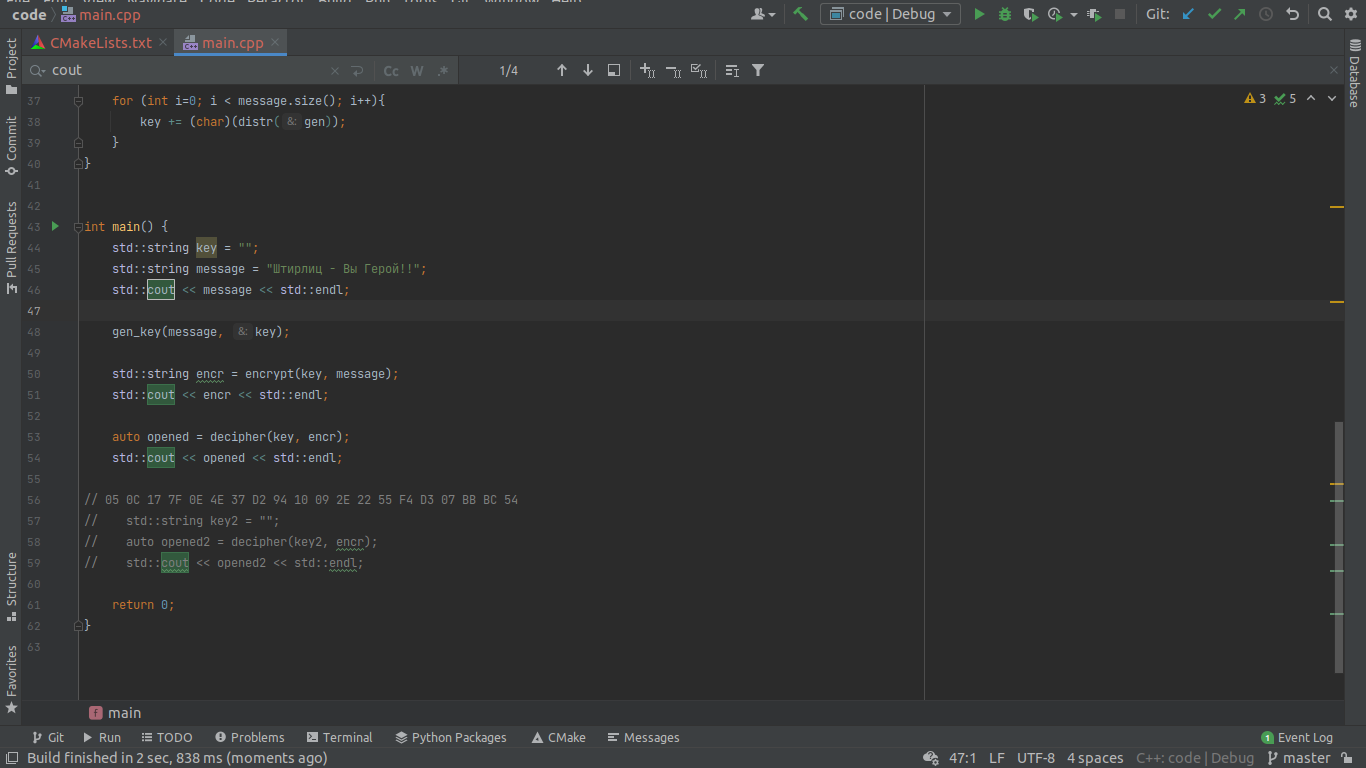 code main.cpp code | Debug Git:
CMakeLists.txt main.cpp
cout Cc W .* 1/4
3 5
37 for (int i=0; i < message.size(); i++){
38 key += (char)(distr( &: gen));
39 }
40 }
41
42
43 int main() {
44 std::string key = "";
45 std::string message = "Штирлиц - Вы Герой!!";
46 std::cout << message << std::endl;
47
48 gen_key(message, &: key);
49
50 std::string encr = encrypt(key, message);
51 std::cout << encr << std::endl;
52
53 auto opened = decipher(key, encr);
54 std::cout << opened << std::endl;
55
56 // 05 0C 17 7F 0E 4E 37 D2 94 10 09 2E 22 55 F4 D3 07 BB BC 54
57 // std::string key2 = "";
58 // auto opened2 = decipher(key2, encr);
59 // std::cout << opened2 << std::endl;
60
61 return 0;
62 }
63
Project
Commit
Pull Requests
Structure
Favorites
Database
f main
Git Run TODO Problems Terminal Python Packages CMake Messages 1 Event Log
Build finished in 2 sec, 838 ms (moments ago) 47:1 LF UTF-8 4 spaces C++: code | Debug master